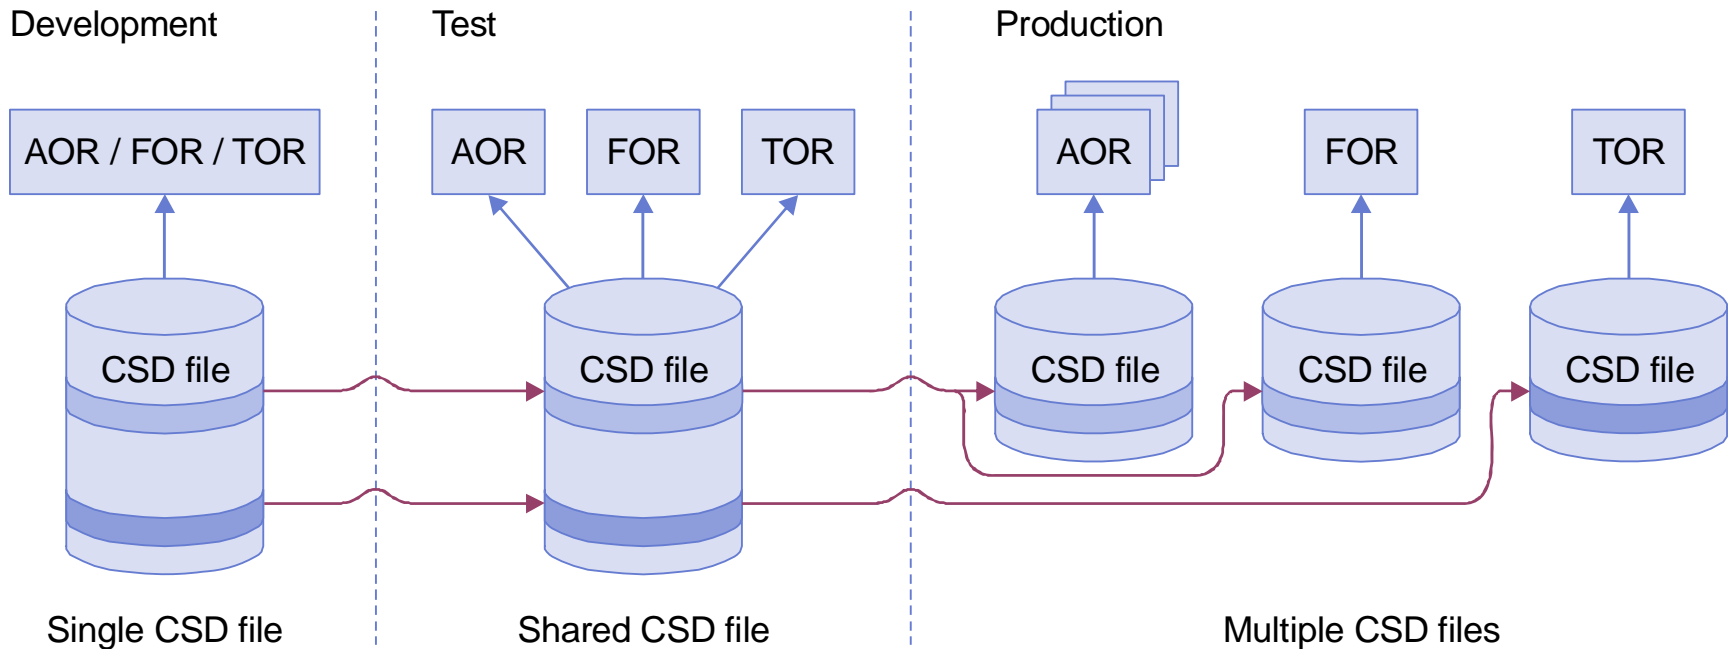 Development
Test
Production
AOR / FOR / TOR
AOR
FOR
TOR
AOR
FOR
TOR
CSD file
CSD file
CSD file
CSD file
CSD file
Single CSD file
Shared CSD file
Multiple CSD files